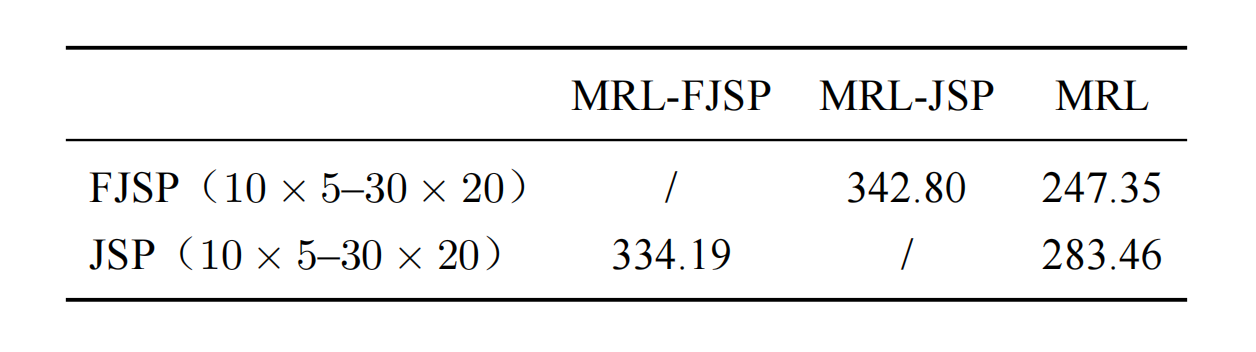 MRL-FJSP MRL-JSP MRL
FJSP（10 × 5–30 × 20） / 342.80 247.35
JSP（10 × 5–30 × 20） 334.19 / 283.46